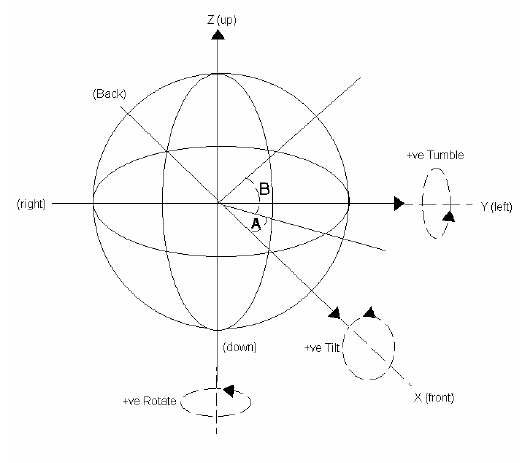 Z (up)
(Back)
+ve Tumble
B
(right)
Y (left)
A
(down)
+ve Tilt
+ve Rotate
X (front)